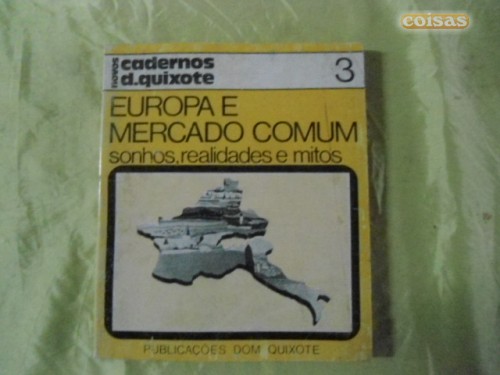 coisas
novos
cadernos
d.quixote
3
EUROPA E
MERCADO COMUM
sonhos, realidades e mitos
PUBLICAÇÕES DOM QUIXOTE